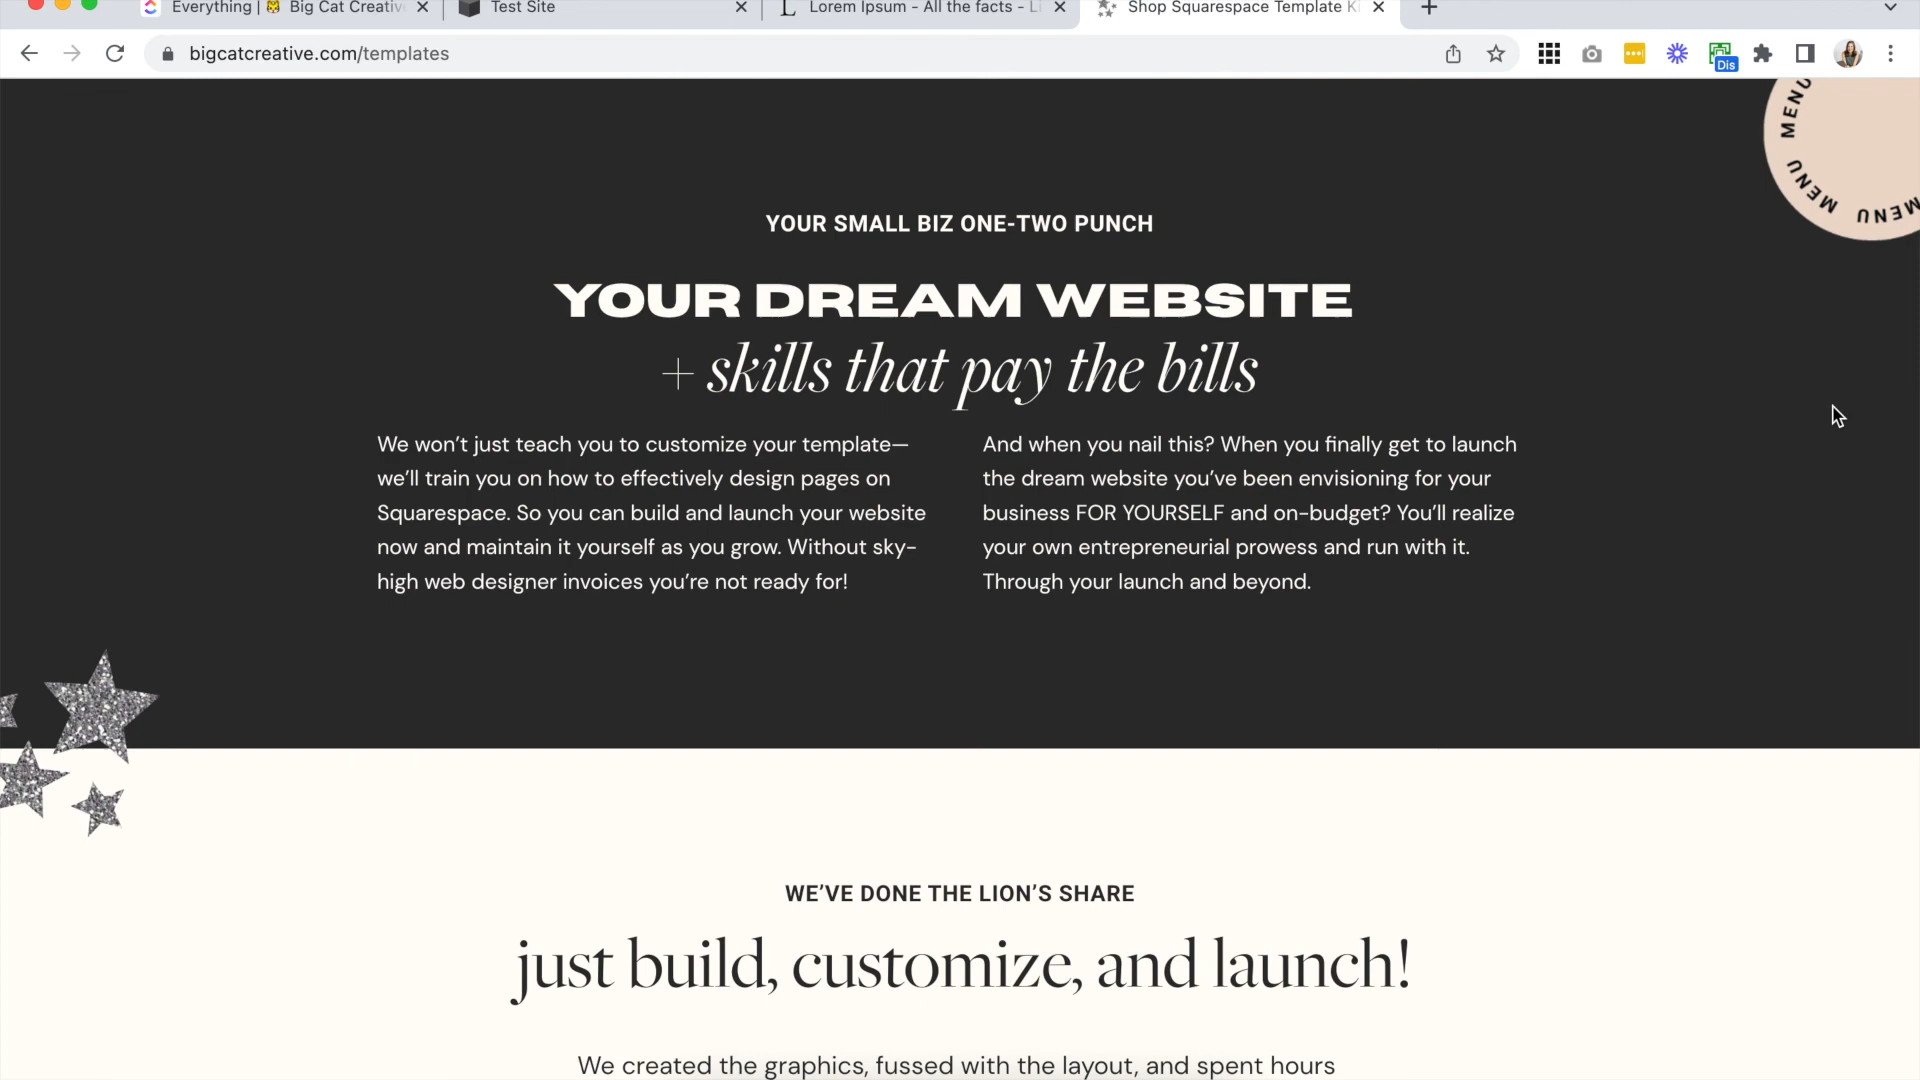 Everything | Big Cat Creativ
Test Site
Lorem Ipsum - All the facts - Li
Shop Squarespace Template Ki
bigcatcreative.com/templates
Dis
MENU MENU MENU
YOUR SMALL BIZ ONE-TWO PUNCH
YOUR DREAM WEBSITE
+ skills that pay the bills
We won’t just teach you to customize your template—
we’ll train you on how to effectively design pages on
Squarespace. So you can build and launch your website
now and maintain it yourself as you grow. Without sky-
high web designer invoices you’re not ready for!
And when you nail this? When you finally get to launch
the dream website you’ve been envisioning for your
business FOR YOURSELF and on-budget? You’ll realize
your own entrepreneurial prowess and run with it.
Through your launch and beyond.
WE’VE DONE THE LION’S SHARE
just build, customize, and launch!
We created the graphics, fussed with the layout, and spent hours